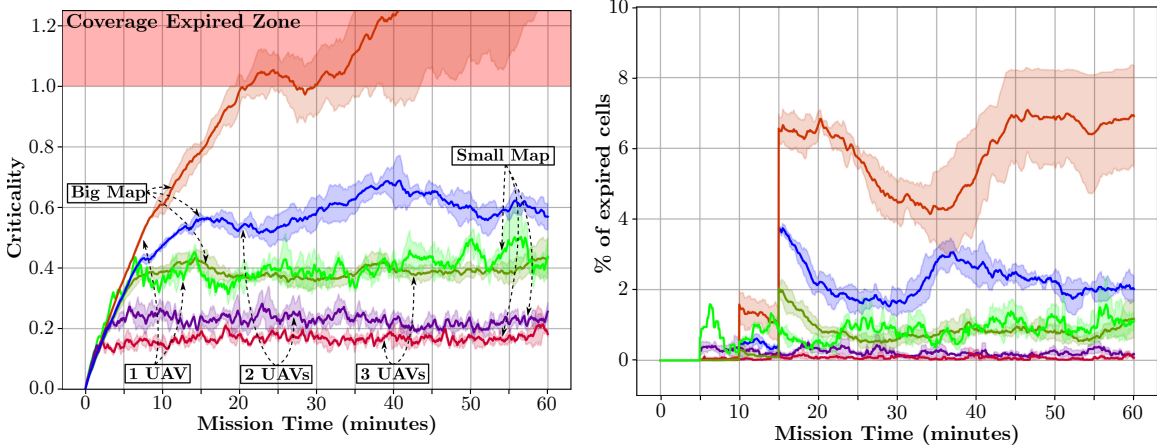 Coverage Expired Zone
1.2
1.0
0.8
0.6
0.4
0.2
0.0
Criticality
Big Map
Small Map
1 UAV
2 UAVs
3 UAVs
0 10 20 30 40 50 60
Mission Time (minutes)
10
8
6
4
2
0
% of expired cells
0 10 20 30 40 50 60
Mission Time (minutes)